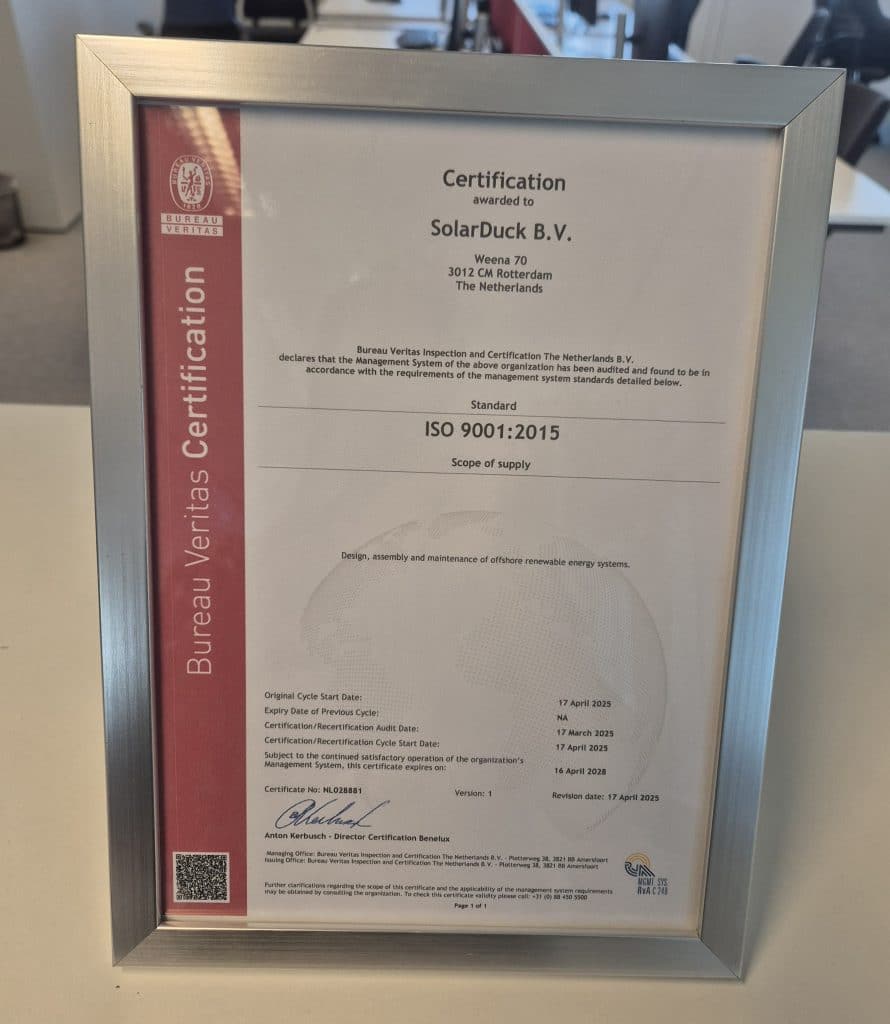 BUREAU VERITAS
1828
BUREAU
VERITAS
Bureau Veritas Certification
Certification
awarded to
SolarDuck B.V.
Weena 70
3012 CM Rotterdam
The Netherlands
Bureau Veritas Inspection and Certification The Netherlands B.V.
declares that the Management System of the above organization has been audited and found to be in
accordance with the requirements of the management system standards detailed below.
Standard
ISO 9001:2015
Scope of supply
Design, assembly and maintenance of offshore renewable energy systems.
Original Cycle Start Date: 17 April 2025
Expiry Date of Previous Cycle: NA
Certification/Recertification Audit Date: 17 March 2025
Certification/Recertification Cycle Start Date: 17 April 2025
Subject to the continued satisfactory operation of the organization's
Management System, this certificate expires on: 16 April 2028
Certificate No: NL028881 Version: 1 Revision date: 17 April 2025
Anton Kerbusch - Director Certification Benelux
Managing Office: Bureau Veritas Inspection and Certification The Netherlands B.V. - Plotterweg 38, 3821 BB Amersfoort
Issuing Office: Bureau Veritas Inspection and Certification The Netherlands B.V. - Plotterweg 38, 3821 BB Amersfoort
MGMT. SYS.
RvA C 248
Further clarifications regarding the scope of this certificate and the applicability of the management system requirements
may be obtained by consulting the organization. To check this certificate validity please call: +31 (0) 88 450 5500
Page 1 of 1